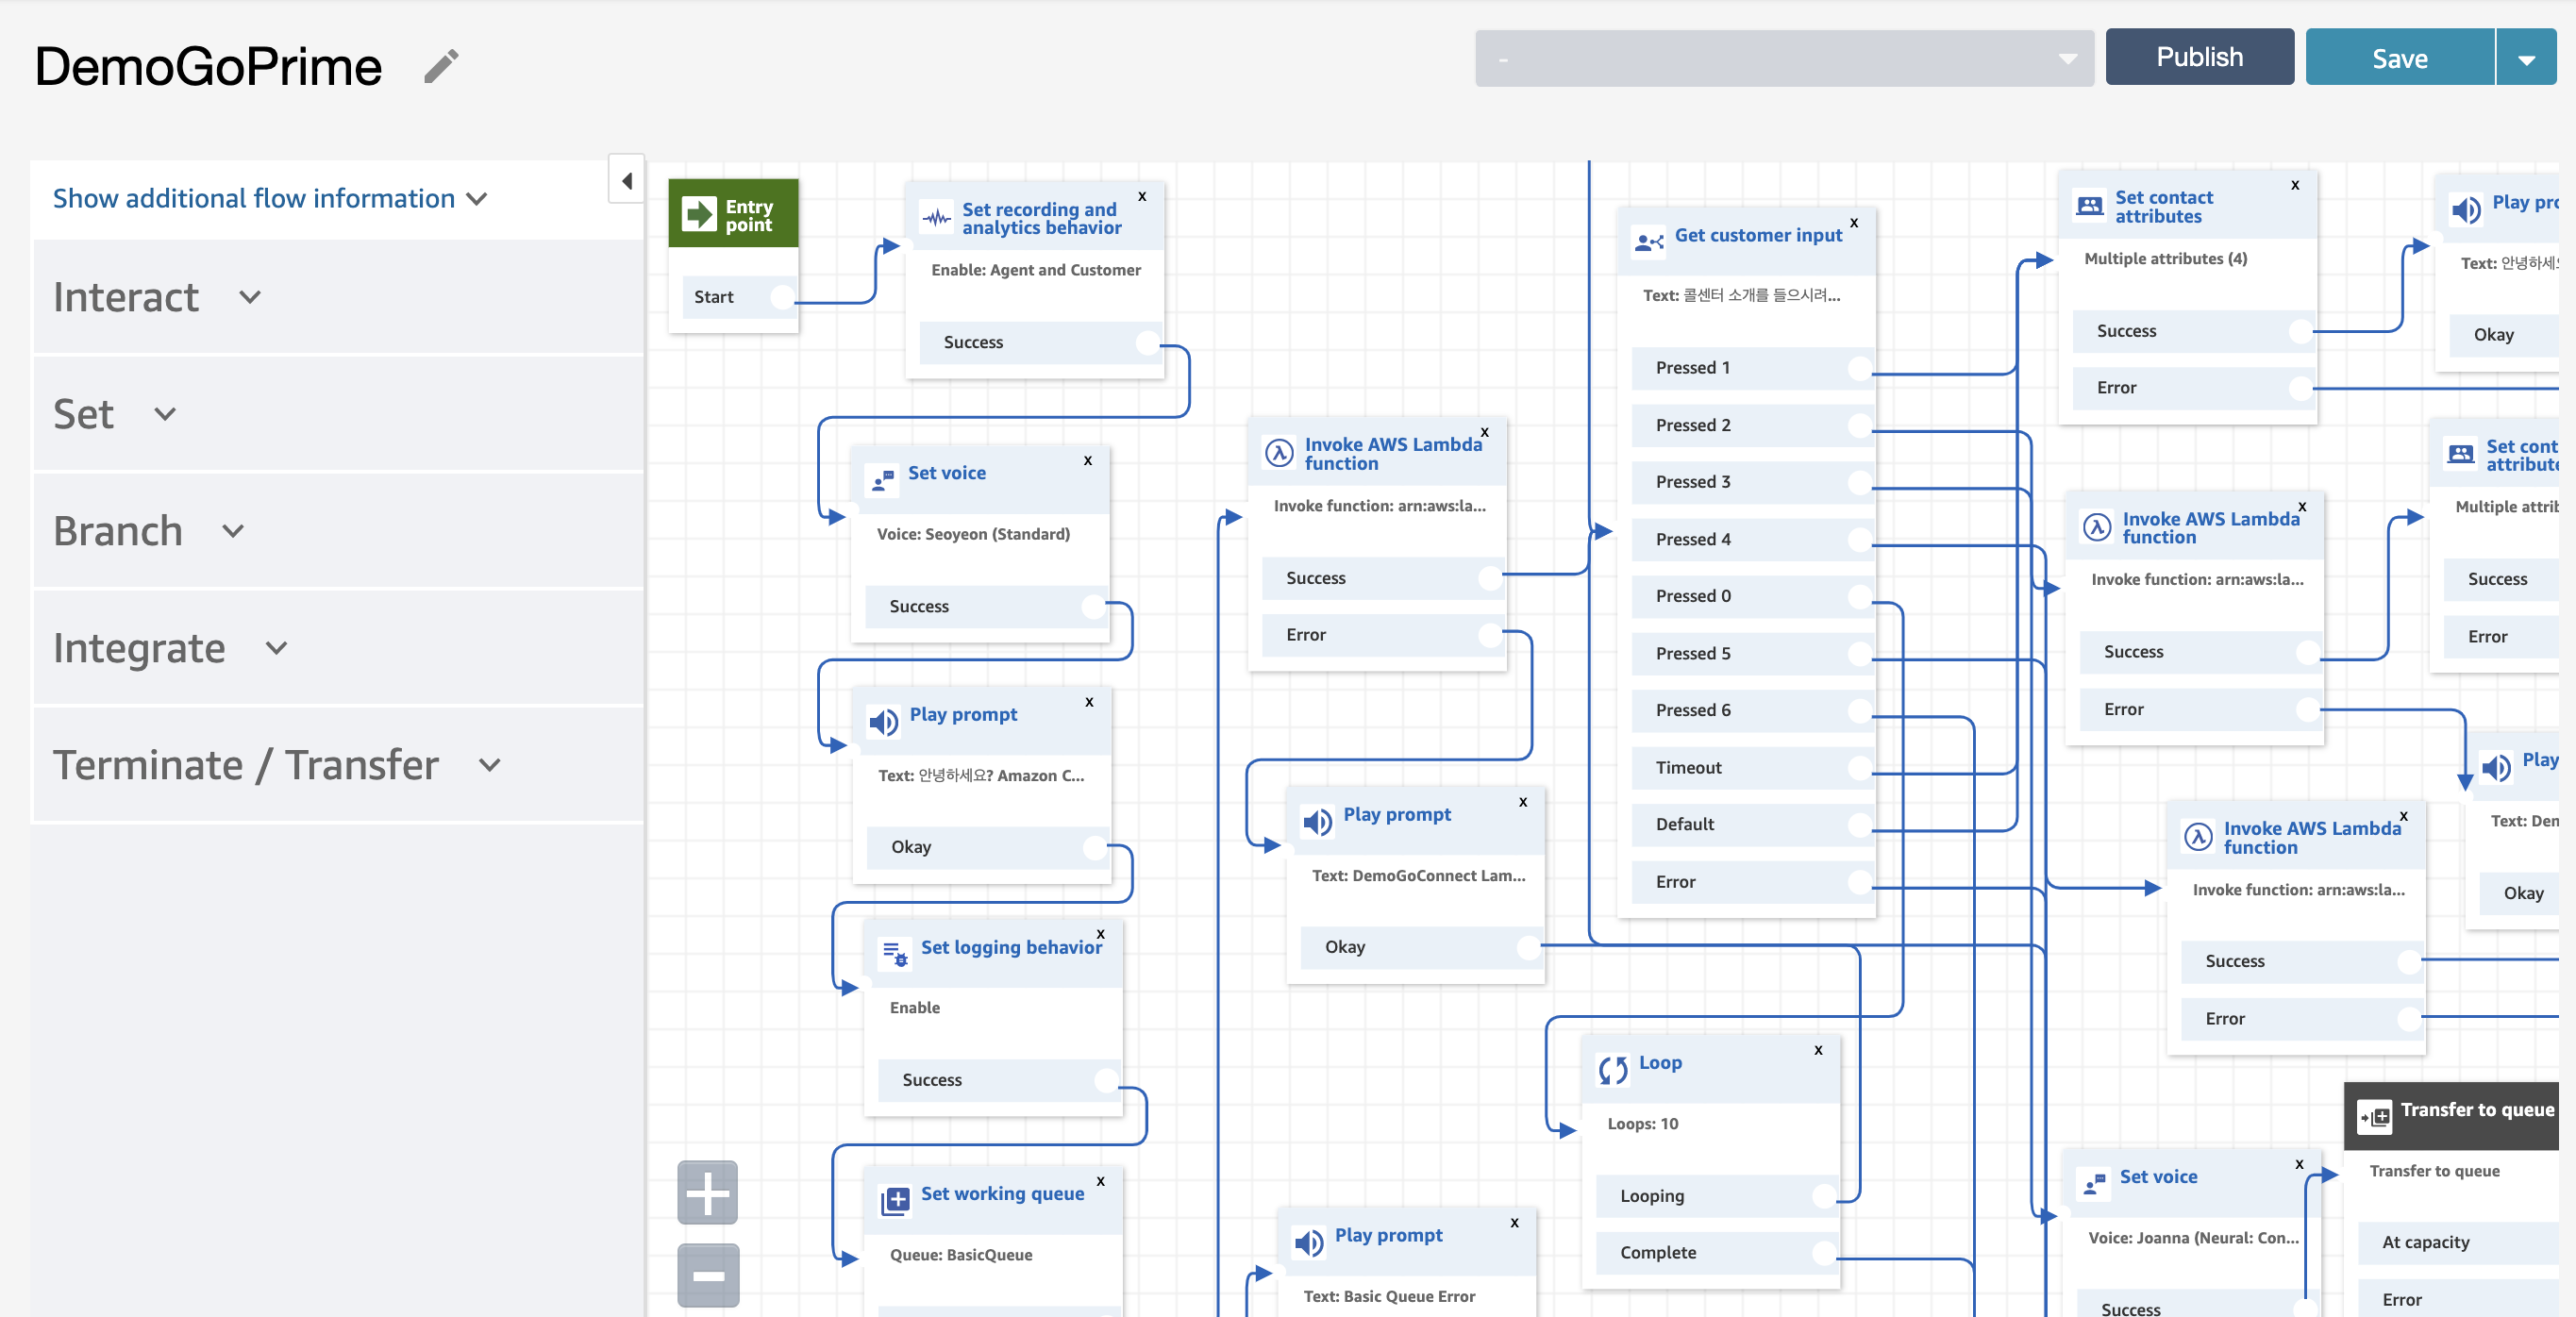 DemoGoPrime
-
Publish
Save
Show additional flow information
Interact
Set
Branch
Integrate
Terminate / Transfer
Entry
point
Start
Set recording and
analytics behavior
x
Enable: Agent and Customer
Success
Set voice
x
Voice: Seoyeon (Standard)
Success
Play prompt
x
Text: 안녕하세요? Amazon C...
Okay
Set logging behavior
x
Enable
Success
Set working queue
x
Queue: BasicQueue
Invoke AWS Lambda
function
x
Invoke function: arn:aws:la...
Success
Error
Play prompt
x
Text: DemoGoConnect Lam...
Okay
Play prompt
x
Text: Basic Queue Error
Get customer input
x
Text: 콜센터 소개를 들으시려...
Pressed 1
Pressed 2
Pressed 3
Pressed 4
Pressed 0
Pressed 5
Pressed 6
Timeout
Default
Error
Loop
x
Loops: 10
Looping
Complete
Set contact
attributes
x
Multiple attributes (4)
Success
Error
Invoke AWS Lambda
function
x
Invoke function: arn:aws:la...
Success
Error
Invoke AWS Lambda
function
x
Invoke function: arn:aws:la...
Success
Error
Set voice
x
Voice: Joanna (Neural: Con...
Success
Play
Text:
Okay
Set
Multiple
Success
Error
Play
Text:
Okay
Transfer to queue
Transfer to queue
At capacity
Error